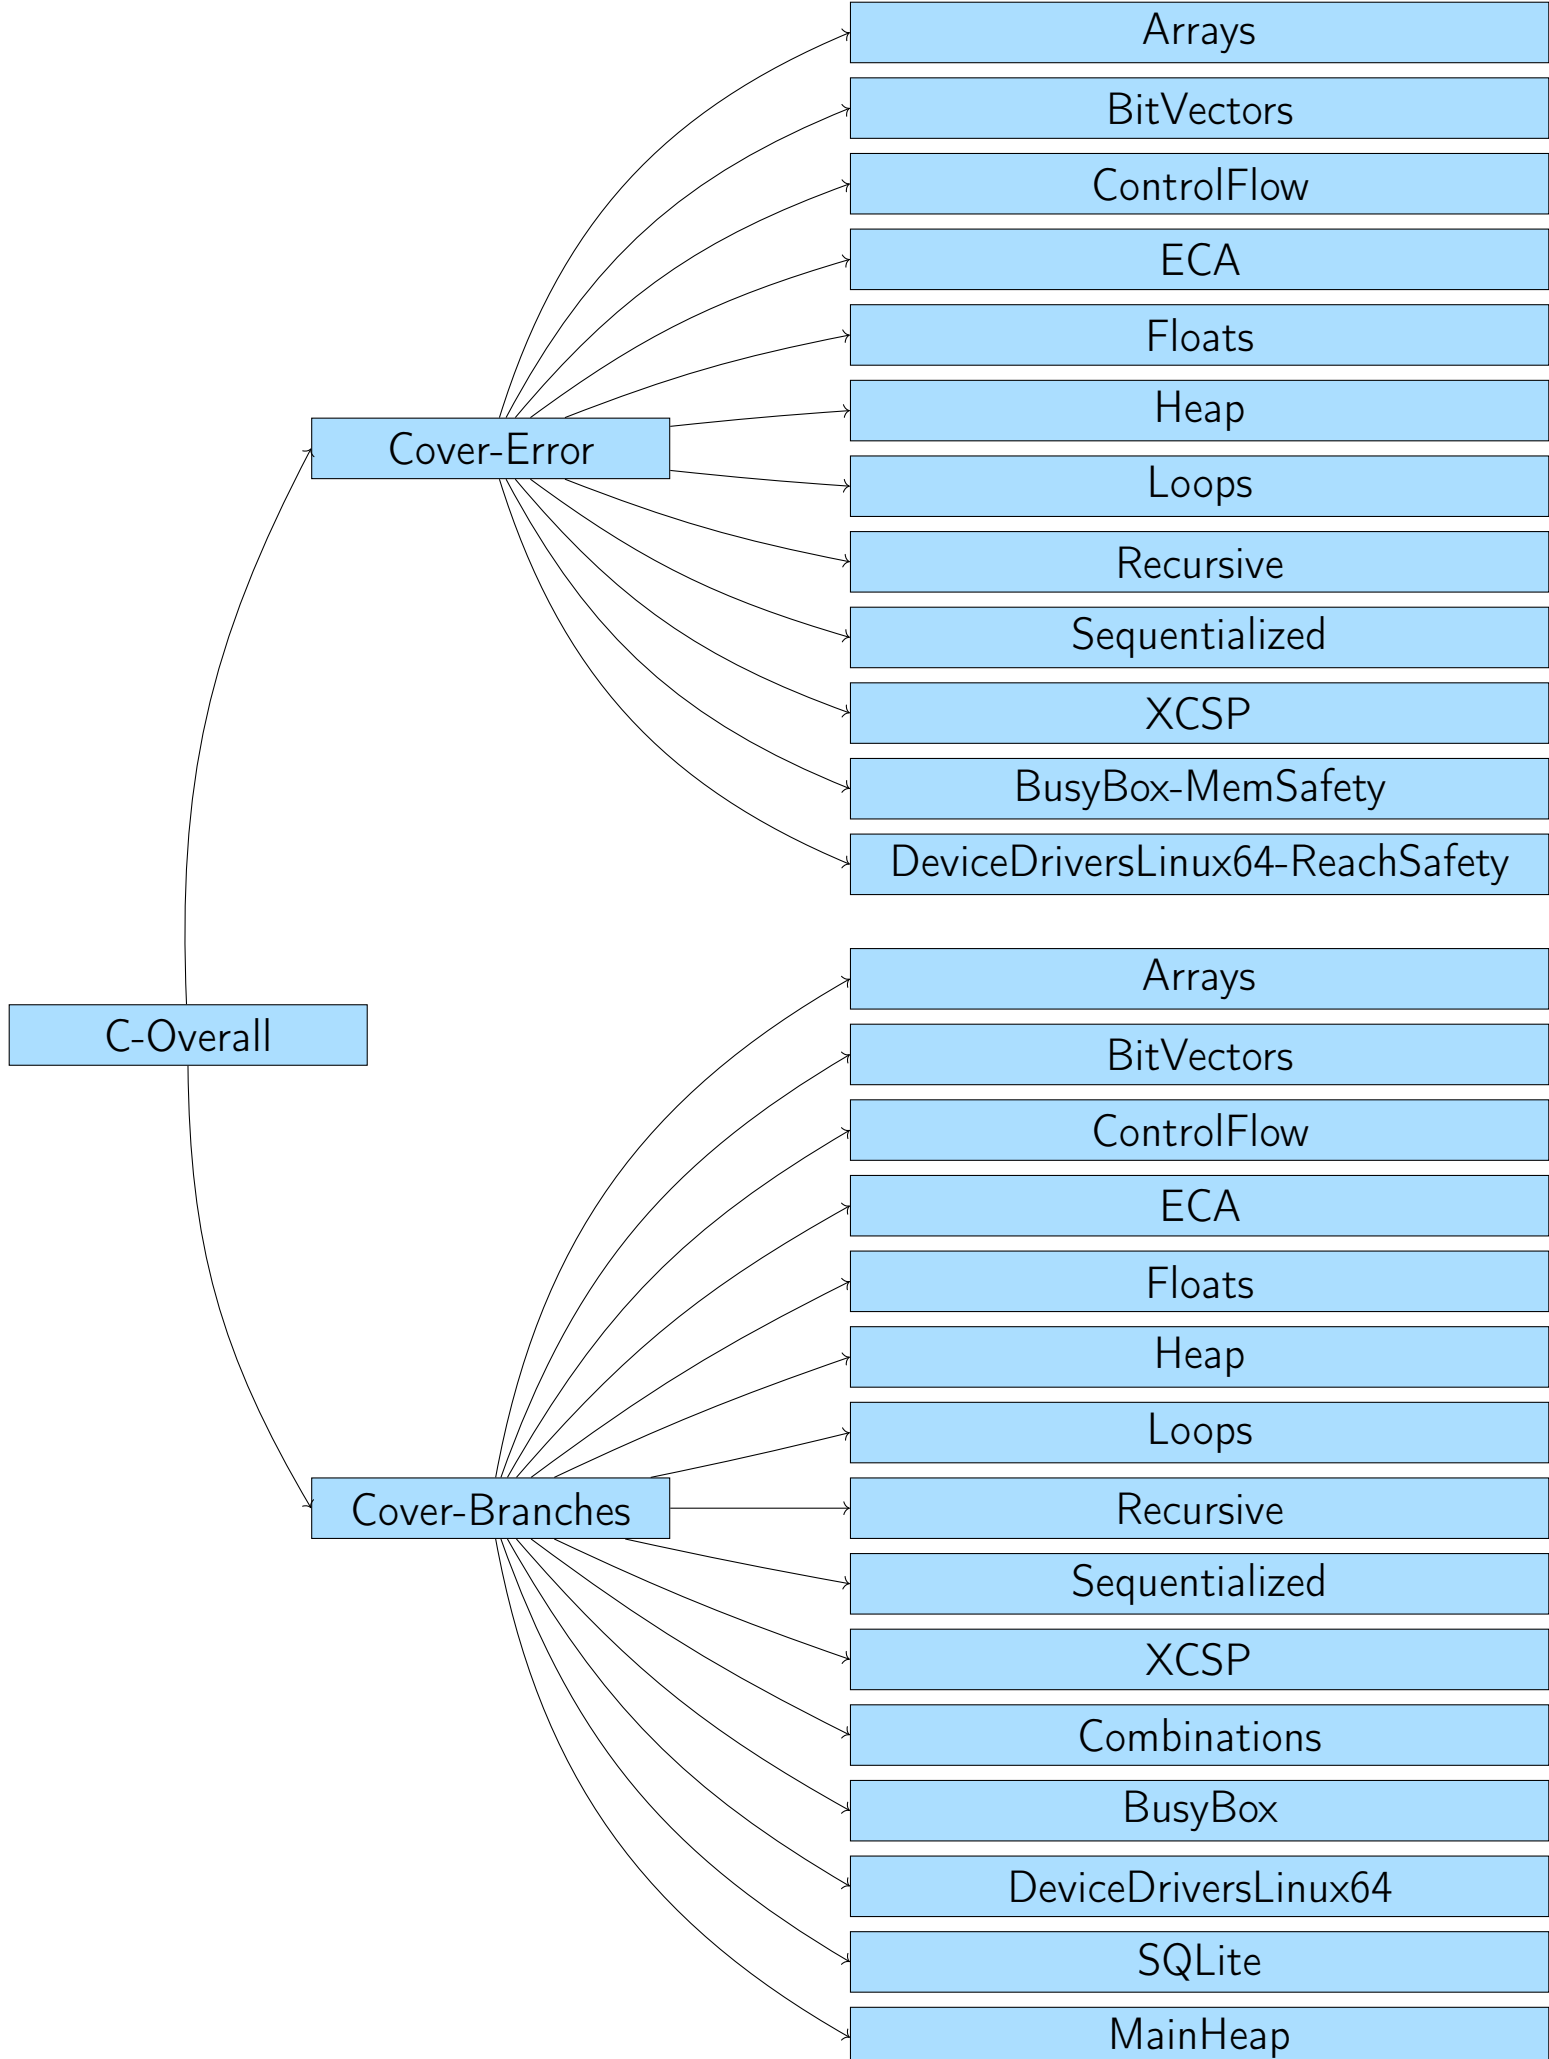 Arrays
BitVectors
ControlFlow
ECA
Floats
Heap
Cover-Error
Loops
Recursive
Sequentialized
XCSP
BusyBox-MemSafety
DeviceDriversLinux64-ReachSafety
Arrays
C-Overall
BitVectors
ControlFlow
ECA
Floats
Heap
Loops
Cover-Branches
Recursive
Sequentialized
XCSP
Combinations
BusyBox
DeviceDriversLinux64
SQLite
MainHeap